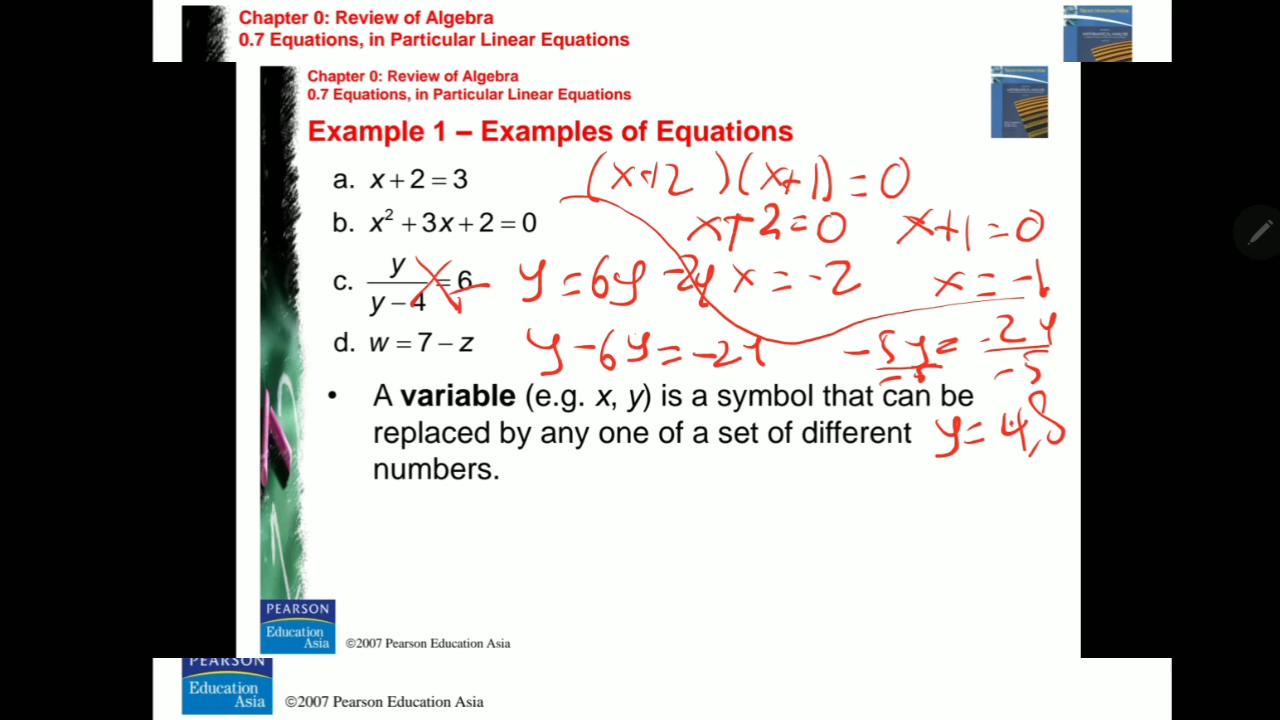 Chapter 0: Review of Algebra
0.7 Equations, in Particular Linear Equations
Chapter 0: Review of Algebra
0.7 Equations, in Particular Linear Equations
Example 1 – Examples of Equations
a. x + 2 = 3
(x+2)(x+1) = 0
b. x² + 3x + 2 = 0
x+2=0 x+1=0
c. y/(y – 4) = 6
y = 6y -24
x = -2 x = -1
d. w = 7 – z
y - 6y = -24
-5y/-5 = -24/-5
• A variable (e.g. x, y) is a symbol that can be
replaced by any one of a set of different
y = 4,8
numbers.
PEARSON
Education
Asia
©2007 Pearson Education Asia
PEARSON
Education
Asia
©2007 Pearson Education Asia